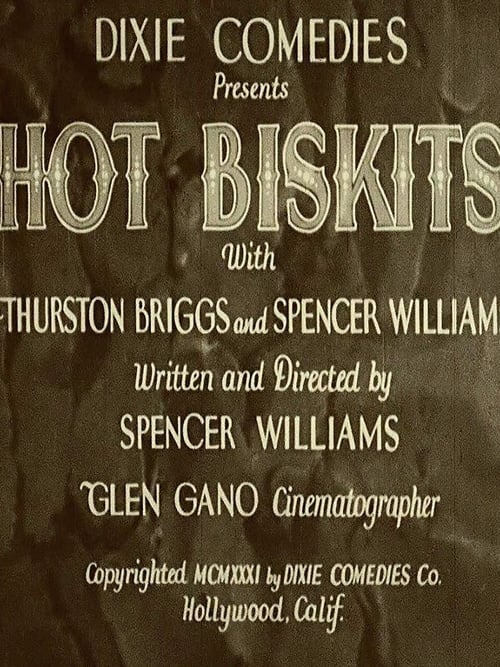 DIXIE COMEDIES
Presents
HOT BISKITS
With
THURSTON BRIGGS and SPENCER WILLIAM
Written and Directed by
SPENCER WILLIAMS
GLEN GANO Cinematographer
Copyrighted MCMXXXI by DIXIE COMEDIES Co.
Hollywood, Calif.